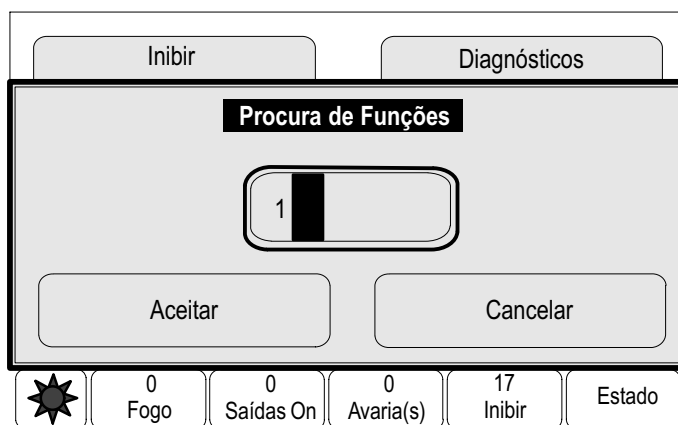 Inibir Diagnósticos
Procura de Funções
1
Aceitar Cancelar
0 0 0 17
Fogo Saídas On Avaria(s) Inibir Estado